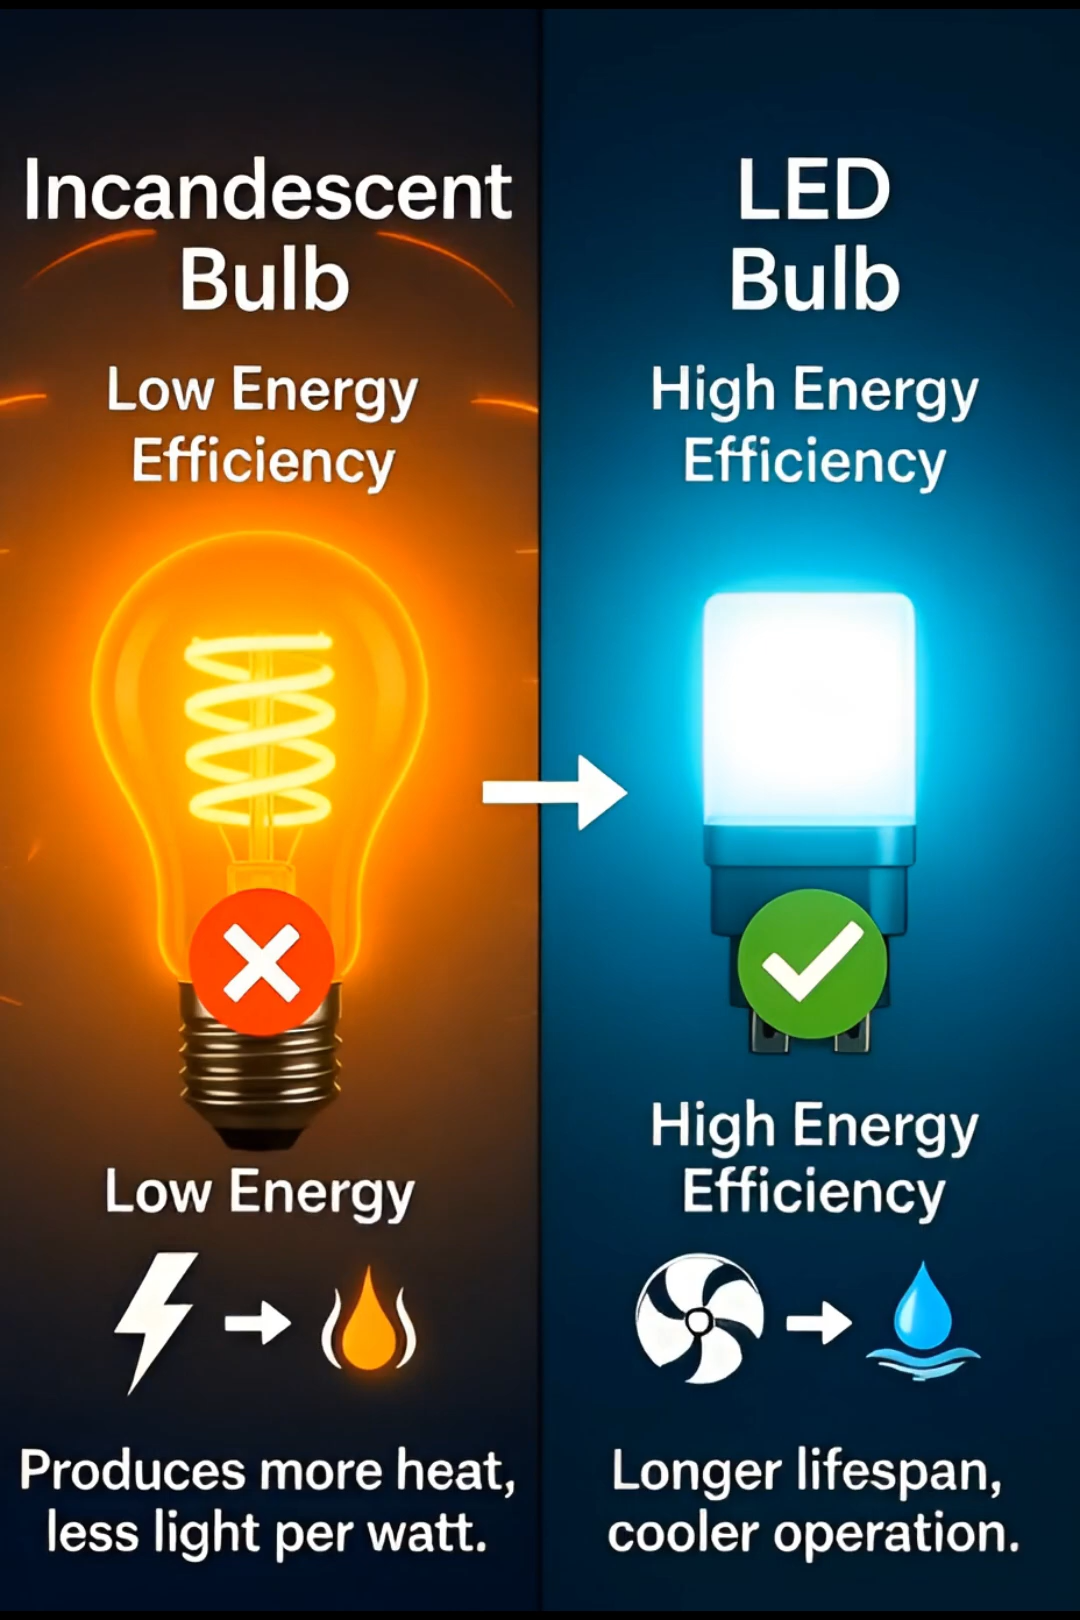 Incandescent
Bulb
Low Energy
Efficiency
Low Energy
Produces more heat,
less light per watt.
LED
Bulb
High Energy
Efficiency
High Energy
Efficiency
Longer lifespan,
cooler operation.